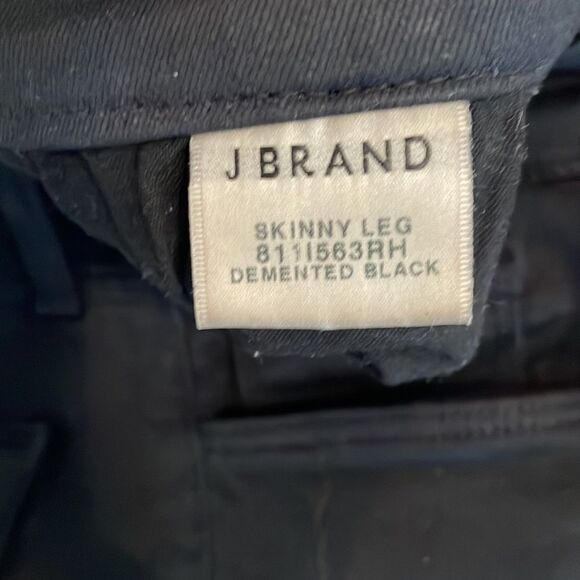 J BRAND
SKINNY LEG
811I563RH
DEMENTED BLACK